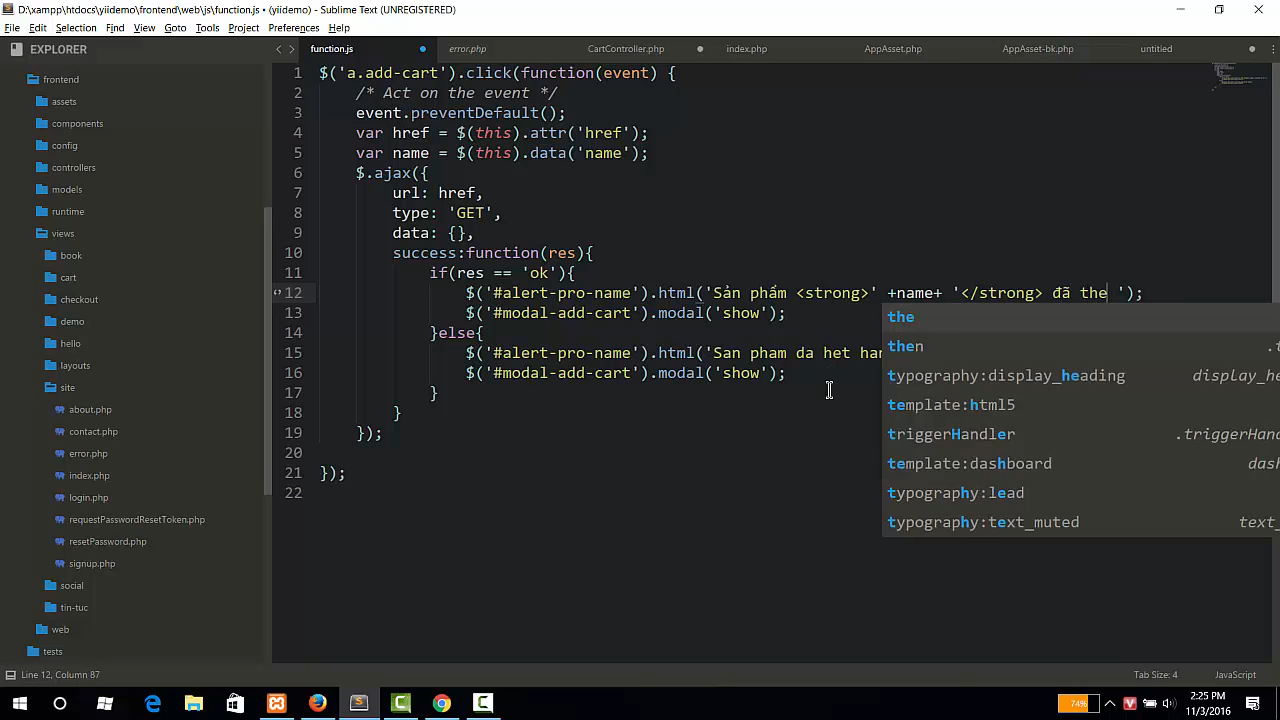 D:\xampp\htdocs\yiidemo\frontend\web\js\function.js • (yiidemo) - Sublime Text (UNREGISTERED)
File Edit Selection Find View Goto Tools Project Preferences Help
EXPLORER
function.js error.php CartController.php index.php AppAsset.php AppAsset-bk.php untitled
frontend
assets
components
config
controllers
models
runtime
views
book
cart
checkout
demo
hello
layouts
site
about.php
contact.php
error.php
index.php
login.php
requestPasswordResetToken.php
resetPassword.php
signup.php
social
tin-tuc
web
tests
1 $('a.add-cart').click(function(event) {
2 /* Act on the event */
3 event.preventDefault();
4 var href = $(this).attr('href');
5 var name = $(this).data('name');
6 $.ajax({
7 url: href,
8 type: 'GET',
9 data: {},
10 success:function(res){
11 if(res == 'ok'){
12 $('#alert-pro-name').html('Sản phẩm <strong>' +name+ '</strong> đã the ');
13 $('#modal-add-cart').modal('show');
14 }else{
15 $('#alert-pro-name').html('San pham da het han
16 $('#modal-add-cart').modal('show');
17 }
18 }
19 });
20
21 });
22
the
then
typography:display_heading display_he
template:html5
triggerHandler .triggerHand
template:dashboard dash
typography:lead
typography:text_muted text_
Line 12, Column 87 Tab Size: 4 JavaScript
74% 2:25 PM
11/3/2016